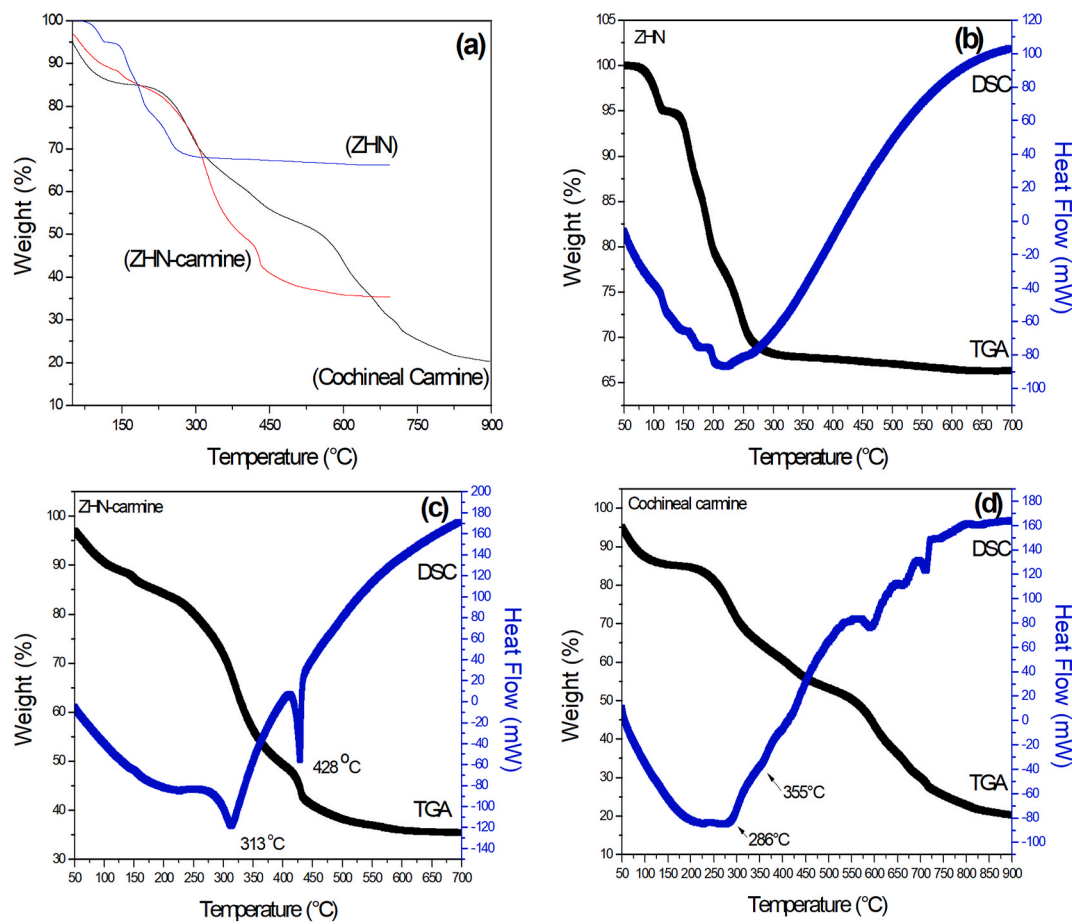 (a)
100
90
80
70
60
50
40
30
20
10
Weight (%)
(ZHN)
(ZHN-carmine)
(Cochineal Carmine)
150 300 450 600 750 900
Temperature (°C)
(b)
ZHN
100
95
90
85
80
75
70
65
Weight (%)
DSC
TGA
120
100
80
60
40
20
0
-20
-40
-60
-80
-100
Heat Flow (mW)
50 100 150 200 250 300 350 400 450 500 550 600 650 700
Temperature (°C)
(c)
ZHN-carmine
100
90
80
70
60
50
40
30
Weight (%)
DSC
428 °C
TGA
313 °C
200
180
160
140
120
100
80
60
40
20
0
-20
-40
-60
-80
-100
-120
-140
Heat Flow (mW)
50 100 150 200 250 300 350 400 450 500 550 600 650 700
Temperature (°C)
(d)
Cochineal carmine
100
90
80
70
60
50
40
30
20
10
Weight (%)
DSC
355°C
TGA
286°C
180
160
140
120
100
80
60
40
20
0
-20
-40
-60
-80
-100
Heat Flow (mW)
50 100 150 200 250 300 350 400 450 500 550 600 650 700 750 800 850 900
Temperature (°C)